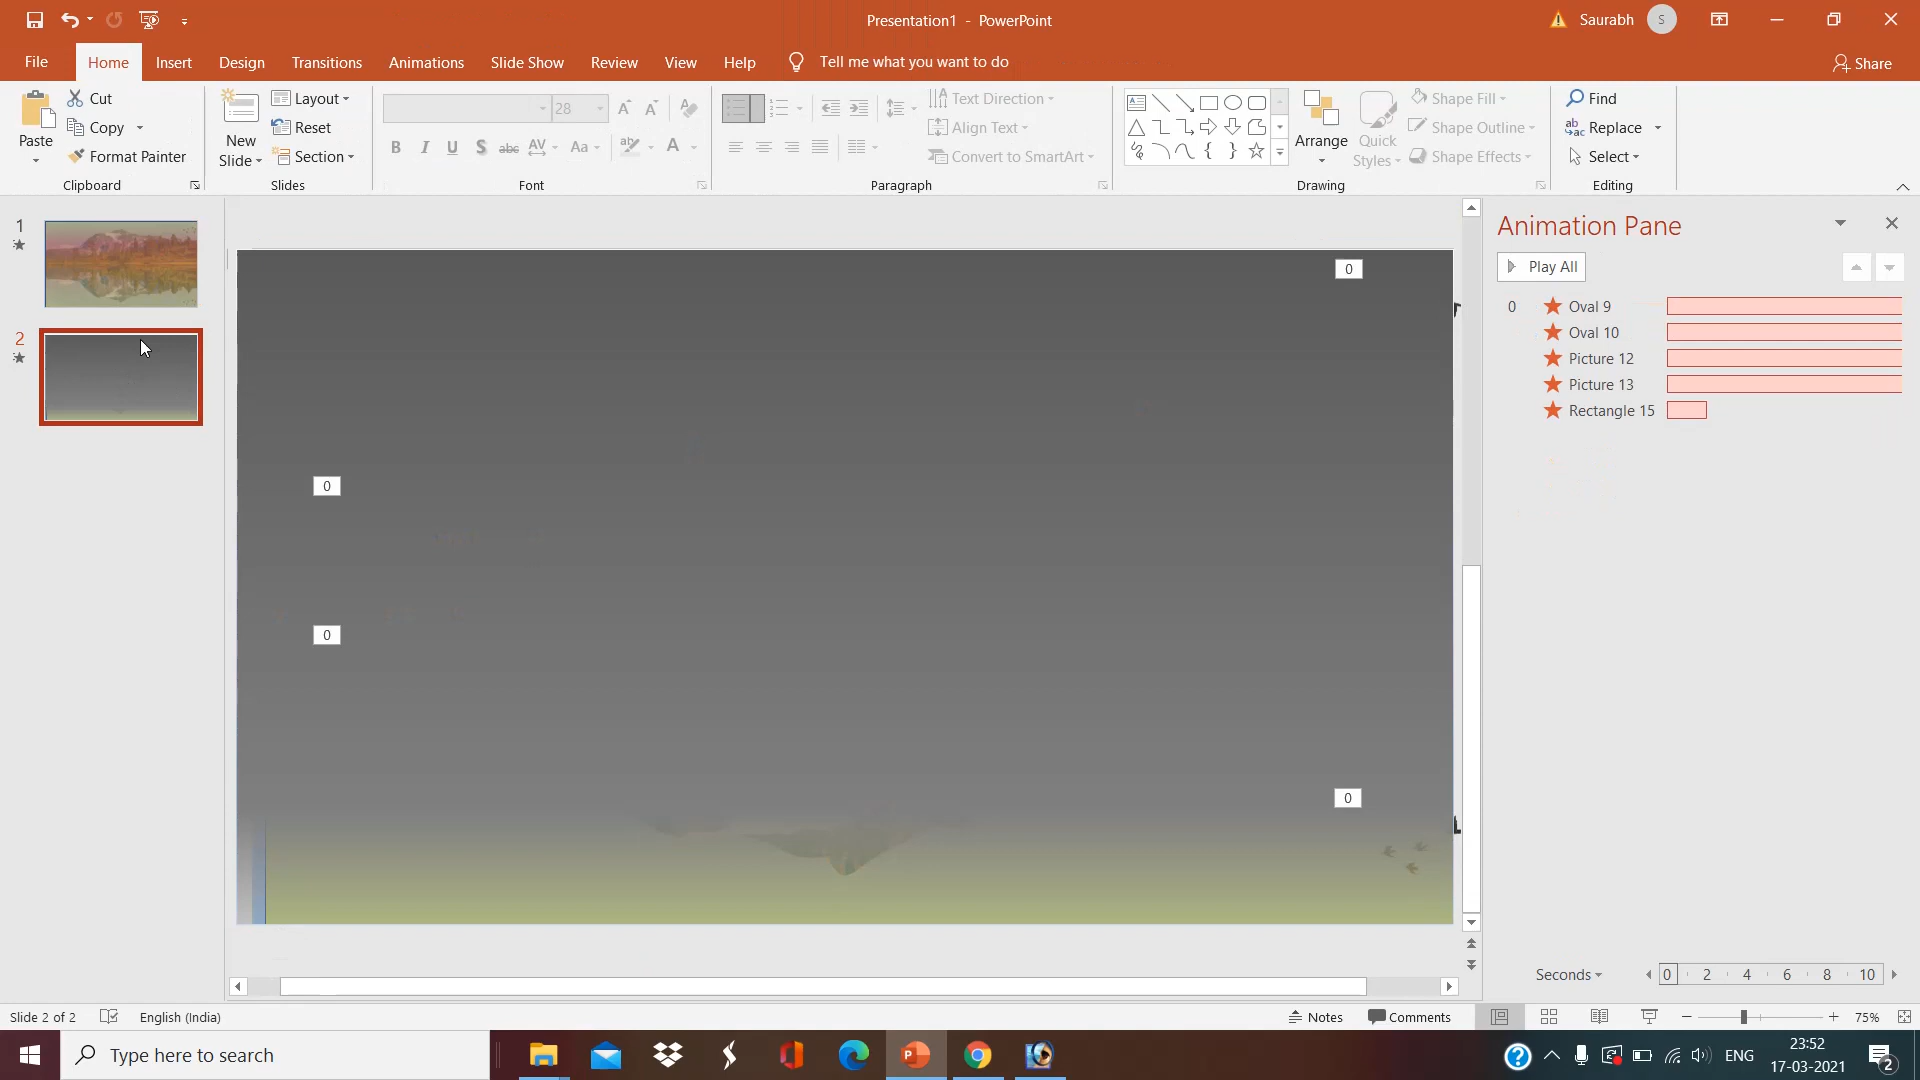 Presentation1 - PowerPoint
Saurabh
S
File
Home
Insert
Design
Transitions
Animations
Slide Show
Review
View
Help
Tell me what you want to do
Share
Paste
Cut
Copy
Format Painter
Clipboard
New
Slide
Layout
Reset
Section
Slides
28
B I U S abc AV Aa ab A
Font
Text Direction
Align Text
Convert to SmartArt
Paragraph
Arrange
Quick
Styles
Shape Fill
Shape Outline
Shape Effects
Drawing
Find
Replace
Select
Editing
1
2
0
0
0
0
Animation Pane
Play All
0 Oval 9
Oval 10
Picture 12
Picture 13
Rectangle 15
Seconds
0 2 4 6 8 10
Slide 2 of 2
English (India)
Notes
Comments
75%
Type here to search
ENG
23:52
17-03-2021
2